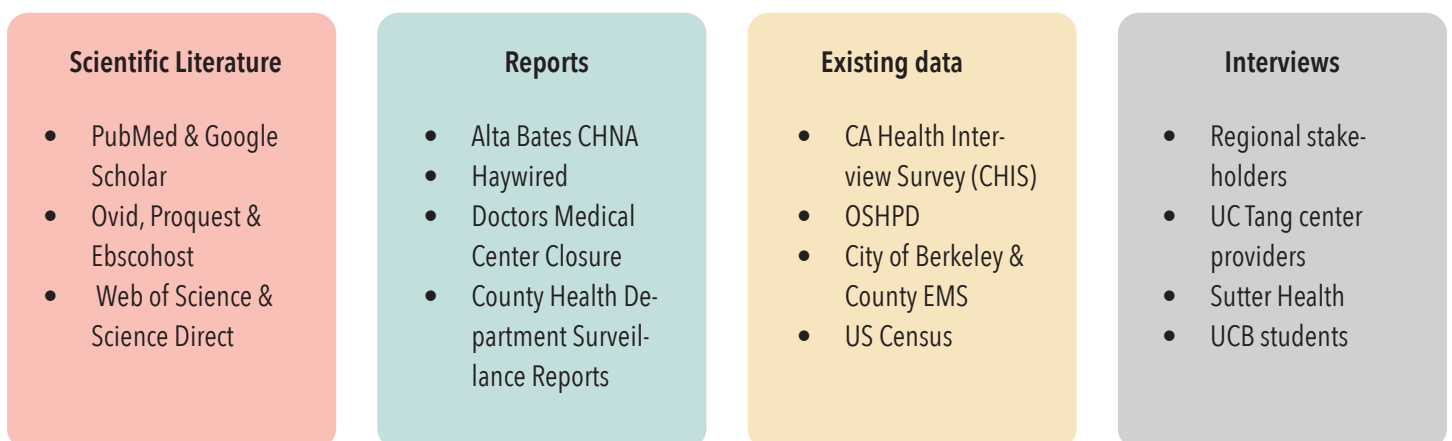 Scientific Literature
• PubMed & Google
Scholar
• Ovid, Proquest &
Ebscohost
• Web of Science &
Science Direct
Reports
• Alta Bates CHNA
• Haywired
• Doctors Medical
Center Closure
• County Health De-
partment Surveil-
lance Reports
Existing data
• CA Health Inter-
view Survey (CHIS)
• OSHPD
• City of Berkeley &
County EMS
• US Census
Interviews
• Regional stake-
holders
• UC Tang center
providers
• Sutter Health
• UCB students